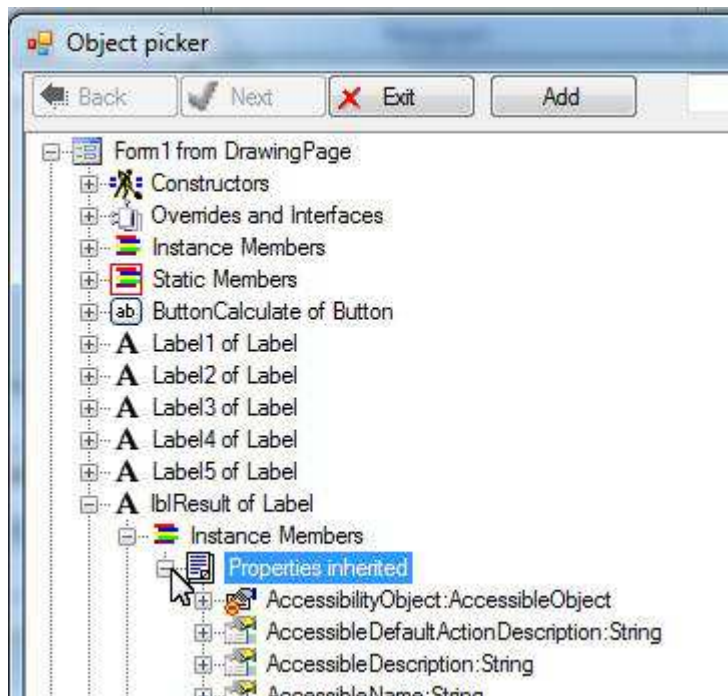 Object picker
Back Next Exit Add
Form1 from DrawingPage
Constructors
Overrides and Interfaces
Instance Members
Static Members
ab ButtonCalculate of Button
A Label1 of Label
A Label2 of Label
A Label3 of Label
A Label4 of Label
A Label5 of Label
A lblResult of Label
Instance Members
Properties inherited
AccessibilityObject:AccessibleObject
AccessibleDefaultActionDescription:String
AccessibleDescription:String
AccessibleName:String